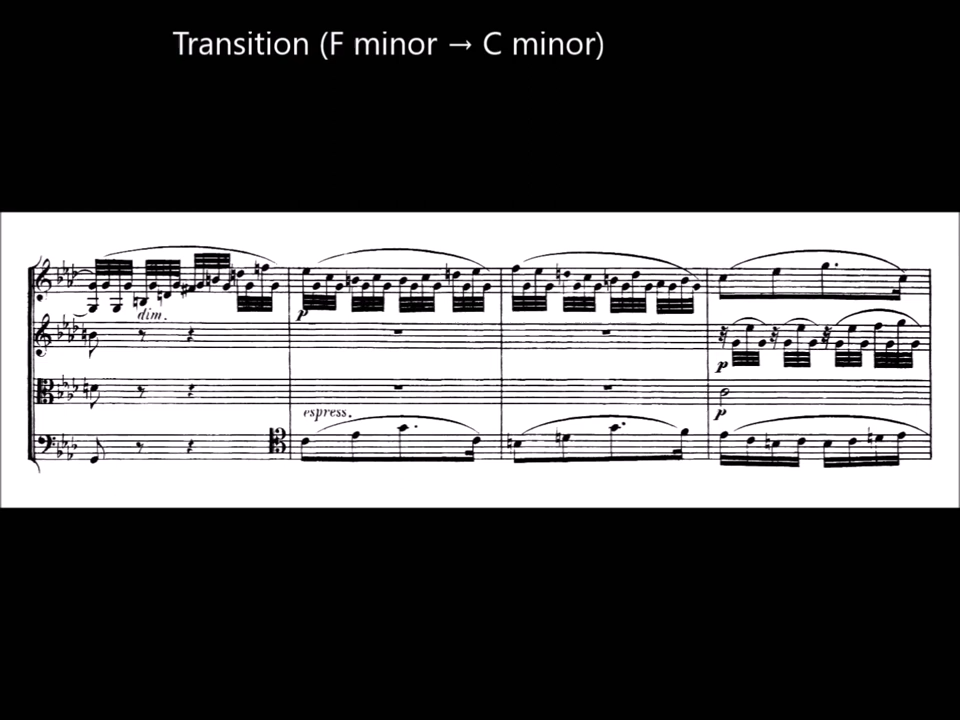 Transition (F minor → C minor)
dim.
p
espress.
p
p